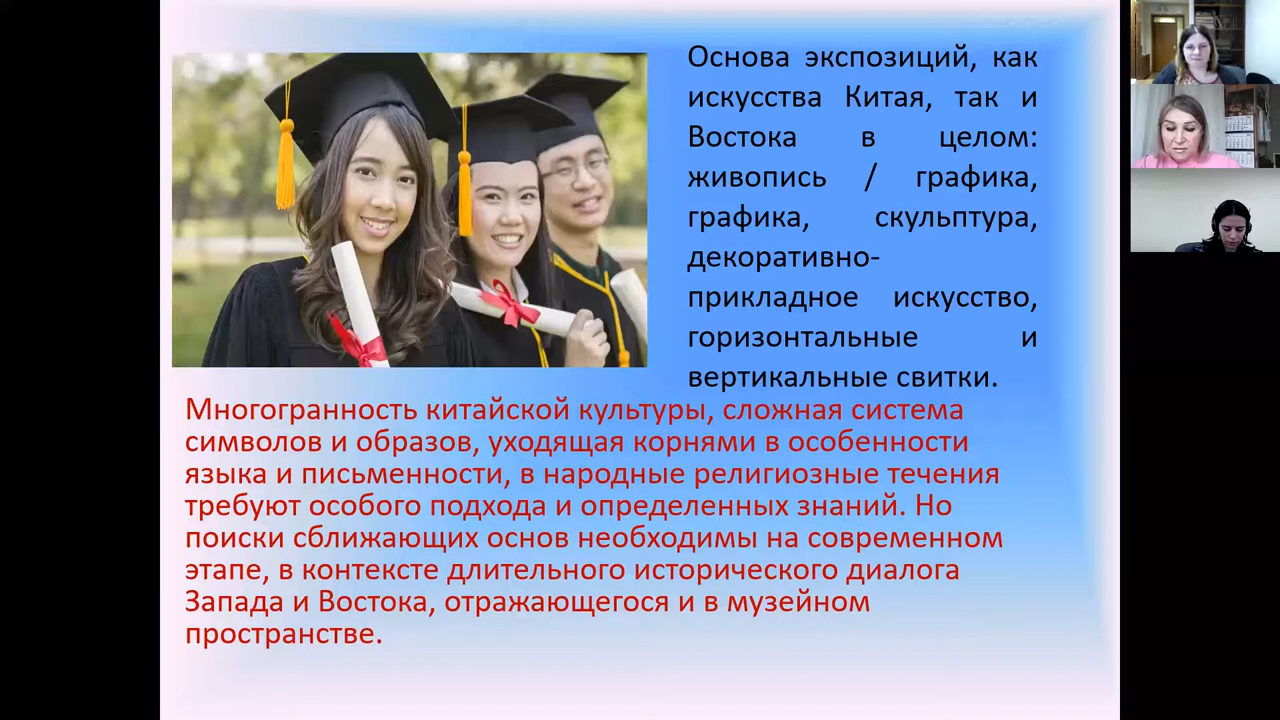 Основа экспозиций, как
искусства Китая, так и
Востока в целом:
живопись / графика,
графика, скульптура,
декоративно-
прикладное искусство,
горизонтальные и
вертикальные свитки.
Многогранность китайской культуры, сложная система
символов и образов, уходящая корнями в особенности
языка и письменности, в народные религиозные течения
требуют особого подхода и определенных знаний. Но
поиски сближающих основ необходимы на современном
этапе, в контексте длительного исторического диалога
Запада и Востока, отражающегося и в музейном
пространстве.